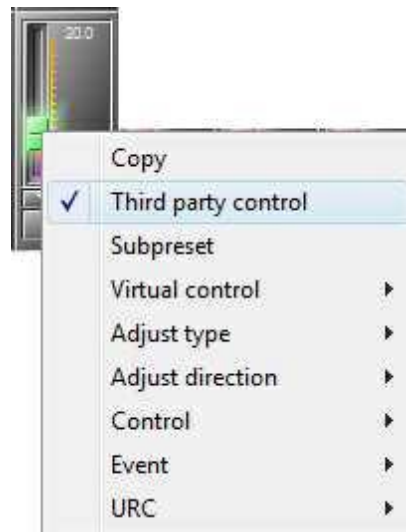 20.0
Copy
Third party control
Subpreset
Virtual control
Adjust type
Adjust direction
Control
Event
URC